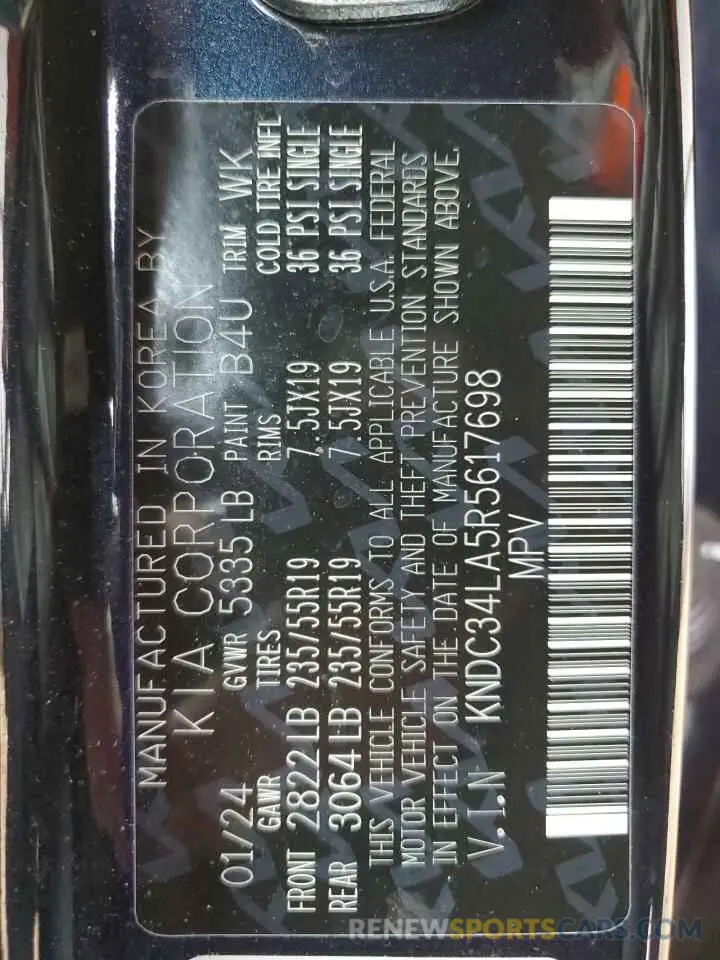 MANUFACTURED IN KOREA BY
KIA CORPORATION
01/24 GVWR 5335 LB PAINT B4U TRIM WK
GAWR TIRES RIMS COLD TIRE INFL
FRONT 2822 LB 235/55R19 7.5JX19 36 PSI SINGLE
REAR 3064 LB 235/55R19 7.5JX19 36 PSI SINGLE
THIS VEHICLE CONFORMS TO ALL APPLICABLE U.S.A. FEDERAL
MOTOR VEHICLE SAFETY AND THEFT PREVENTION STANDARDS
IN EFFECT ON THE DATE OF MANUFACTURE SHOWN ABOVE.
V.I.N KNDC34LA5R5617698
MPV
RENEWSPORTSCARS.COM